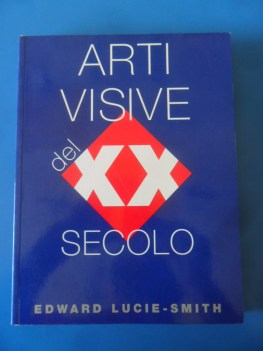 ARTI
VISIVE
del
XX
SECOLO
EDWARD LUCIE-SMITH